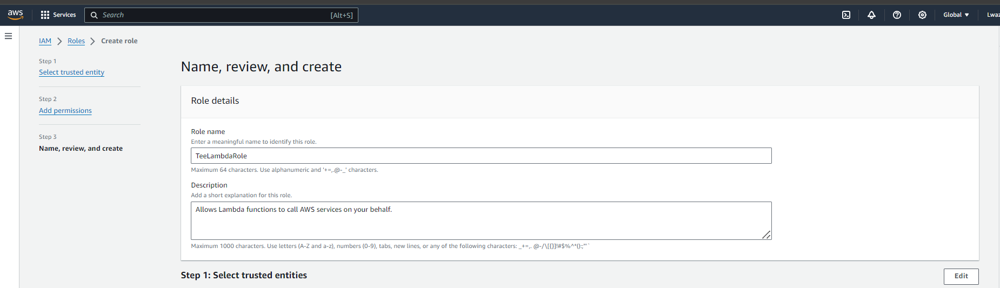 aws Services Search [Alt+S] Global Lwaz
IAM Roles Create role
Step 1
Select trusted entity
Step 2
Add permissions
Step 3
Name, review, and create
Name, review, and create
Role details
Role name
Enter a meaningful name to identify this role.
TeeLambdaRole
Maximum 64 characters. Use alphanumeric and '+=,.@-_' characters.
Description
Add a short explanation for this role.
Allows Lambda functions to call AWS services on your behalf.
Maximum 1000 characters. Use letters (A-Z and a-z), numbers (0-9), tabs, new lines, or any of the following characters: _+=,. @-/\[{}]!#$%^*();:"'`
Step 1: Select trusted entities
Edit